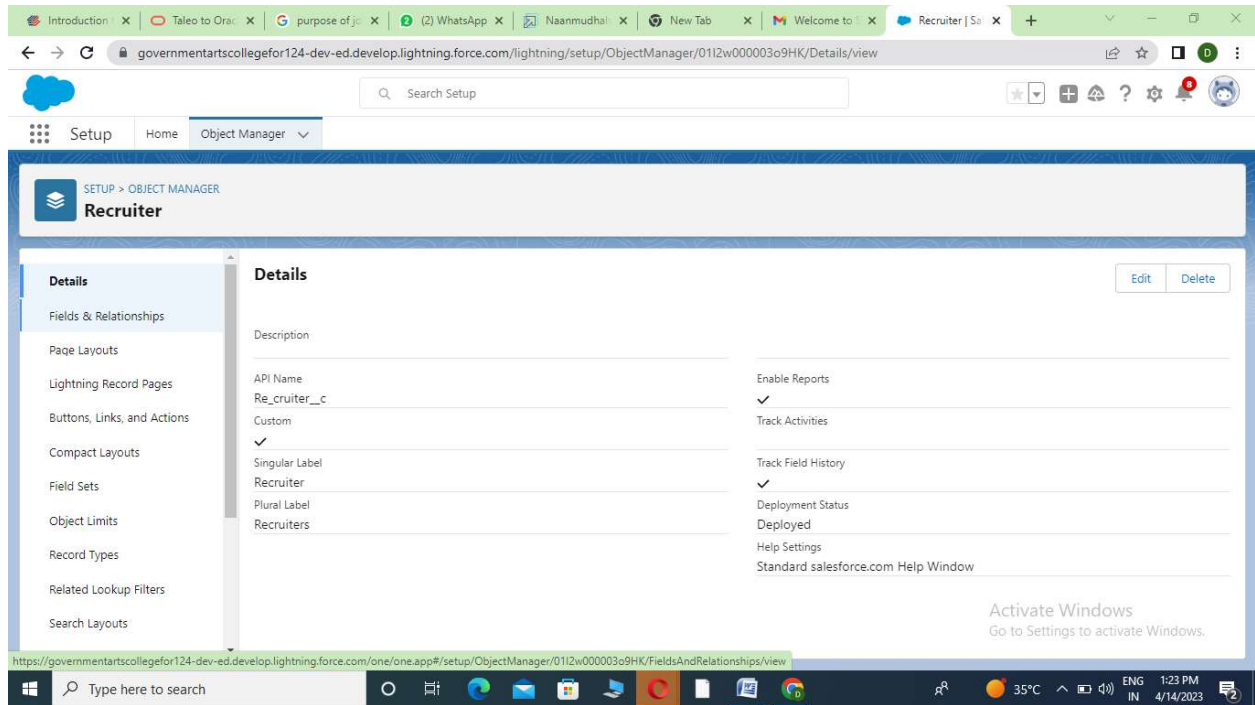 Introduction
Taleo to Orac
purpose of jo
(2) WhatsApp
Naanmudhal
New Tab
Welcome to S
Recruiter | Sa
governmentartscollegefor124-dev-ed.develop.lightning.force.com/lightning/setup/ObjectManager/01I2w000003o9HK/Details/view
D
Search Setup
8
Setup
Home
Object Manager
SETUP > OBJECT MANAGER
Recruiter
Details
Fields & Relationships
Page Layouts
Lightning Record Pages
Buttons, Links, and Actions
Compact Layouts
Field Sets
Object Limits
Record Types
Related Lookup Filters
Search Layouts
Details
Edit
Delete
Description
API Name
Re_cruiter__c
Custom
Singular Label
Recruiter
Plural Label
Recruiters
Enable Reports
Track Activities
Track Field History
Deployment Status
Deployed
Help Settings
Standard salesforce.com Help Window
Activate Windows
Go to Settings to activate Windows.
https://governmentartscollegefor124-dev-ed.develop.lightning.force.com/one/one.app#/setup/ObjectManager/01I2w000003o9HK/FieldsAndRelationships/view
Type here to search
35°C
ENG
IN
1:23 PM
4/14/2023
2